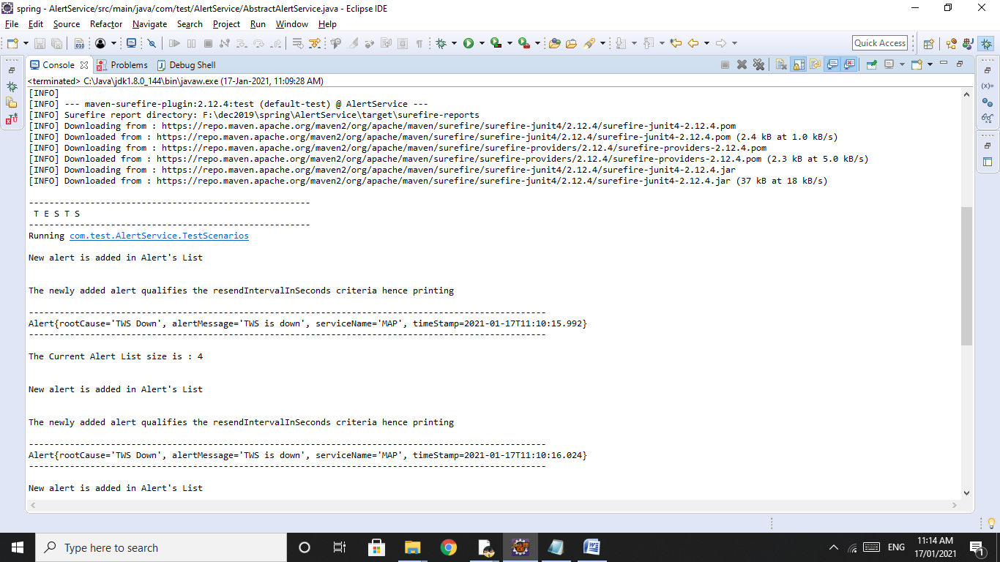 spring - AlertService/src/main/java/com/test/AlertService/AbstractAlertService.java - Eclipse IDE
File Edit Source Refactor Navigate Search Project Run Window Help
Quick Access
Console Problems Debug Shell
<terminated> C:\Java\jdk1.8.0_144\bin\javaw.exe (17-Jan-2021, 11:09:28 AM)
[INFO]
[INFO] --- maven-surefire-plugin:2.12.4:test (default-test) @ AlertService ---
[INFO] Surefire report directory: F:\dec2019\spring\AlertService\target\surefire-reports
[INFO] Downloading from : https://repo.maven.apache.org/maven2/org/apache/maven/surefire/surefire-junit4/2.12.4/surefire-junit4-2.12.4.pom
[INFO] Downloaded from : https://repo.maven.apache.org/maven2/org/apache/maven/surefire/surefire-junit4/2.12.4/surefire-junit4-2.12.4.pom (2.4 kB at 1.0 kB/s)
[INFO] Downloading from : https://repo.maven.apache.org/maven2/org/apache/maven/surefire/surefire-providers/2.12.4/surefire-providers-2.12.4.pom
[INFO] Downloaded from : https://repo.maven.apache.org/maven2/org/apache/maven/surefire/surefire-providers/2.12.4/surefire-providers-2.12.4.pom (2.3 kB at 5.0 kB/s)
[INFO] Downloading from : https://repo.maven.apache.org/maven2/org/apache/maven/surefire/surefire-junit4/2.12.4/surefire-junit4-2.12.4.jar
[INFO] Downloaded from : https://repo.maven.apache.org/maven2/org/apache/maven/surefire/surefire-junit4/2.12.4/surefire-junit4-2.12.4.jar (37 kB at 18 kB/s)
-------------------------------------------------------
T E S T S
-------------------------------------------------------
Running com.test.AlertService.TestScenarios
New alert is added in Alert's List
The newly added alert qualifies the resendIntervalInSeconds criteria hence printing
-----------------------------------------------------------------------------------------------------
Alert{rootCause='TWS Down', alertMessage='TWS is down', serviceName='MAP', timeStamp=2021-01-17T11:10:15.992}
-----------------------------------------------------------------------------------------------------
The Current Alert List size is : 4
New alert is added in Alert's List
The newly added alert qualifies the resendIntervalInSeconds criteria hence printing
-----------------------------------------------------------------------------------------------------
Alert{rootCause='TWS Down', alertMessage='TWS is down', serviceName='MAP', timeStamp=2021-01-17T11:10:16.024}
-----------------------------------------------------------------------------------------------------
New alert is added in Alert's List
Type here to search
ENG
11:14 AM
17/01/2021
1